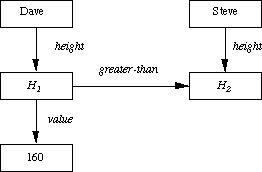 Dave Steve
height height
greater-than
H1 H2
value
160